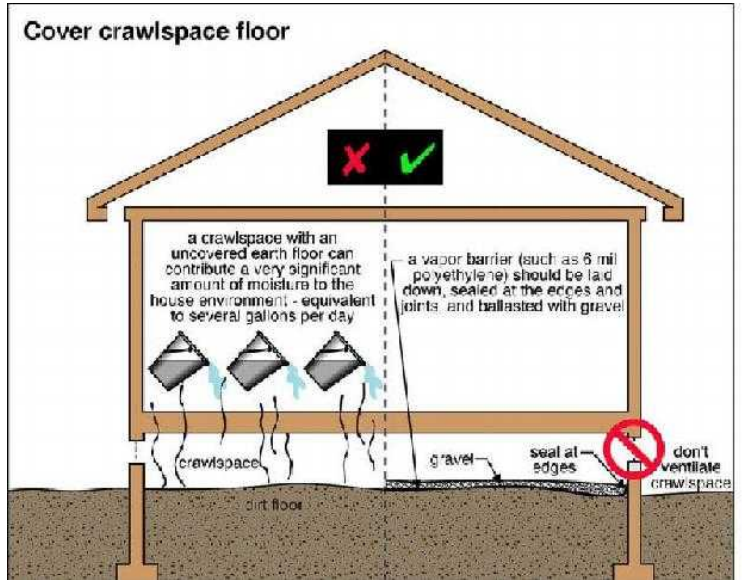 Cover crawlspace floor
a crawlspace with an
uncovered earth floor can
contribute a very significant
amount of moisture to the
house environment - equivalent
to several gallons per day
a vapor barrier (such as 6 mil
polyethylene) should be laid
down, sealed at the edges and
joints, and ballasted with gravel
crawlspace
gravel
seal at
edges
don't
ventilate
crawlspace
dirt floor